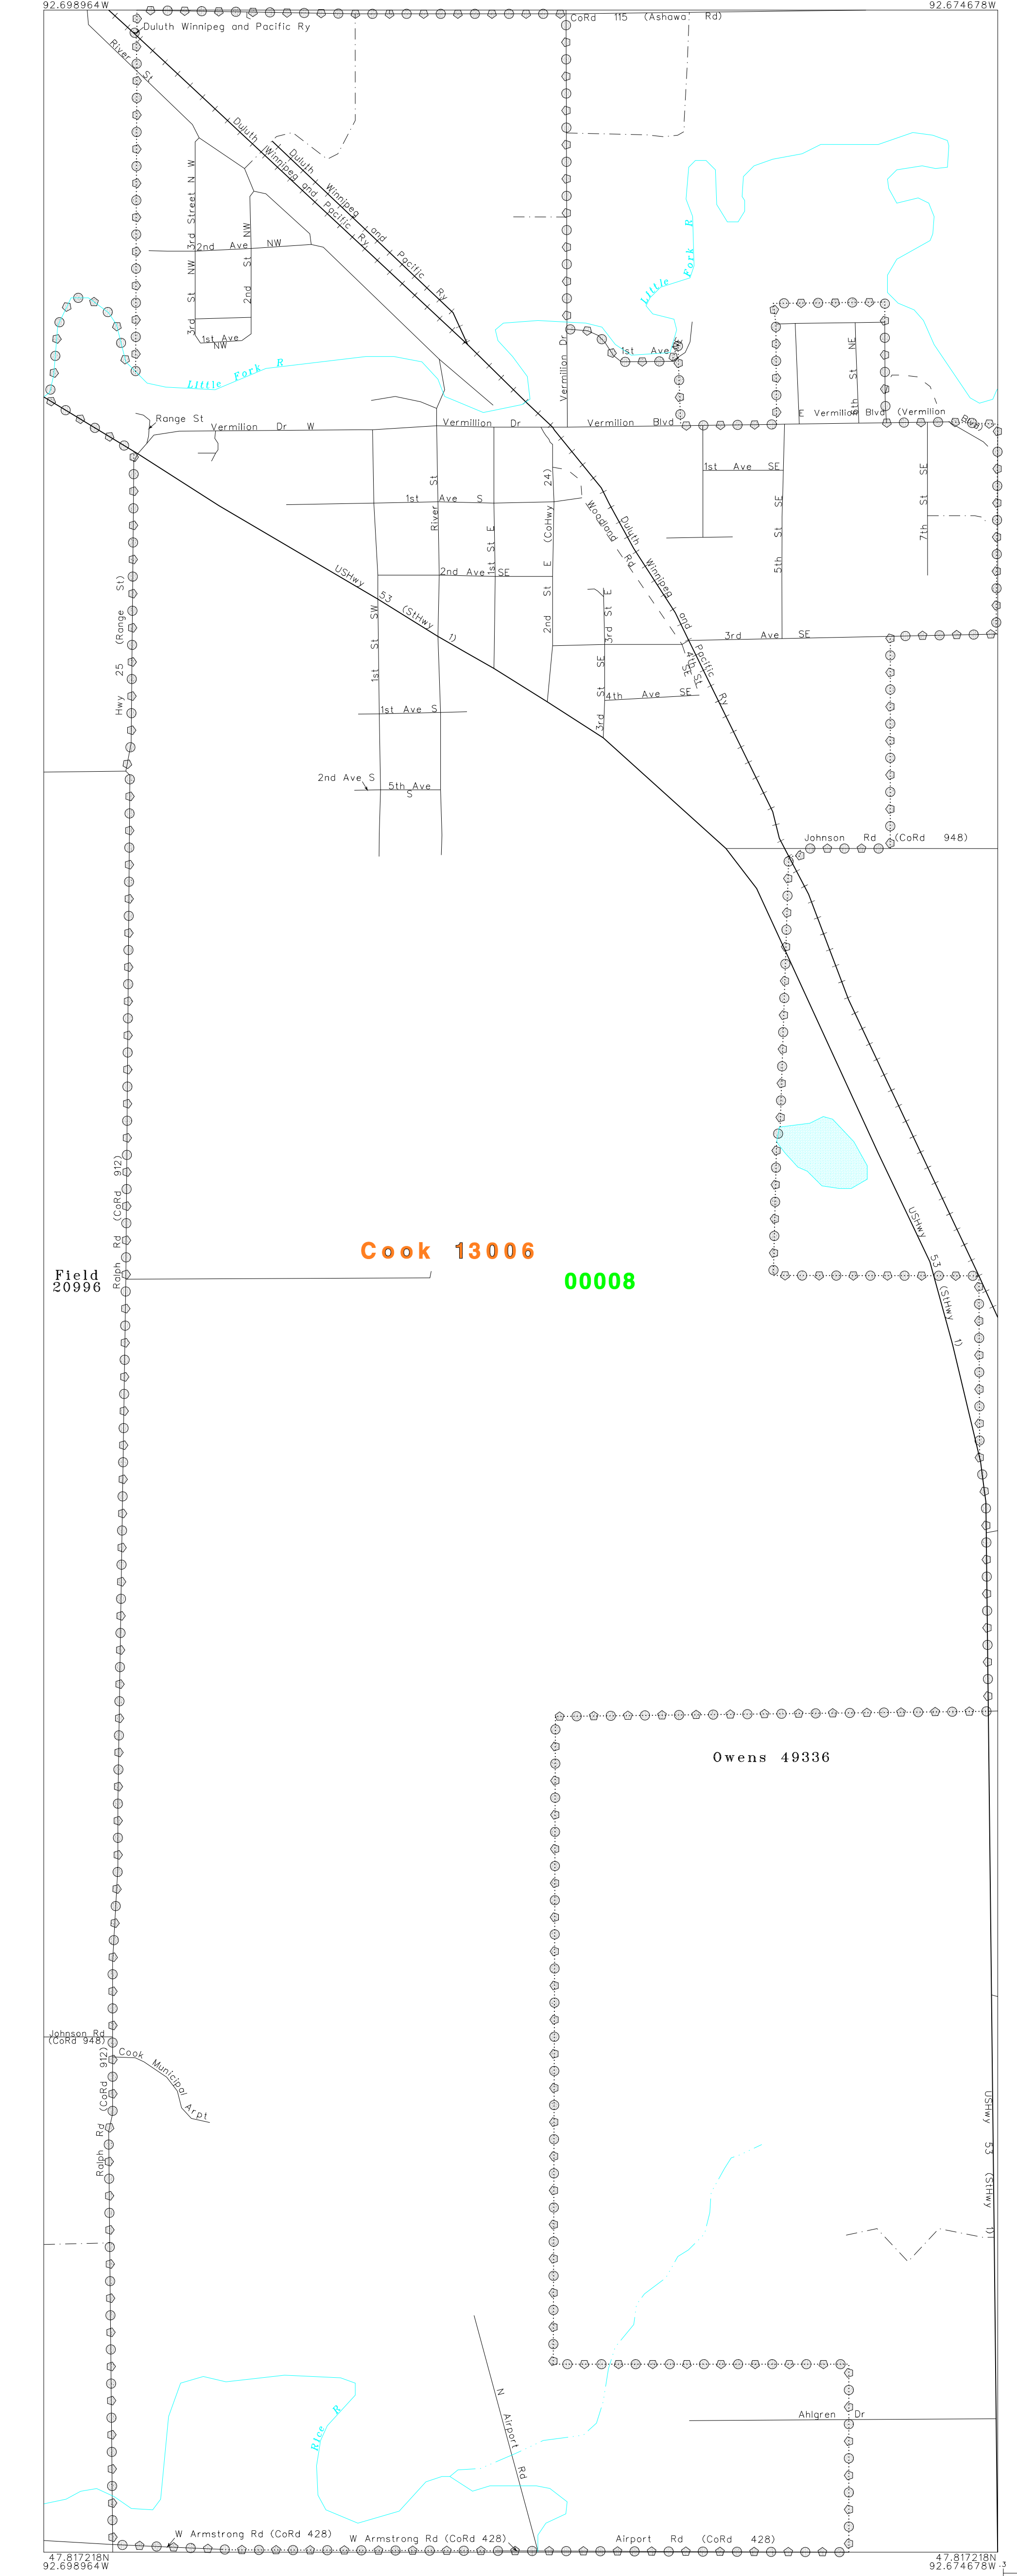 92.698964W
92.674678W
CoRd 115 (Ashawa Rd)
Duluth Winnipeg and Pacific Ry
River St
Duluth Winnipeg and Pacific Ry
Duluth Winnipeg and Pacific Ry
3rd Street N W
2nd Ave NW
2nd St NW
3rd St NW
1st Ave
NW
Little Fork R
Little Fork R
Vermilion Dr
1st Ave NE
5th St NE
E Vermilion Blvd (Vermilion Blvd)
Range St
Vermilion Dr W
Vermilion Dr
Vermilion Blvd
1st Ave SE
1st Ave S
River St
1st St E
2nd St E (CoHwy 24)
Woodland Rd
Duluth Winnipeg and Pacific Ry
5th St SE
7th St SE
2nd Ave SE
USHwy 53 (StHwy 1)
Hwy 25 (Range St)
1st St SW
3rd St E
3rd Ave SE
4th St
SE
3rd St SE
4th Ave SE
1st Ave S
2nd Ave S
5th Ave
S
Johnson Rd (CoRd 948)
Ralph Rd (CoRd 912)
USHwy 53 (StHwy 1)
Cook 13006
00008
Field
20996
Owens 49336
Johnson Rd
(CoRd 948)
Cook Municipal Arpt
Ralph Rd (CoRd 912)
USHwy 53 (StHwy 1)
Rice R
N Airport Rd
Ahlgren Dr
W Armstrong Rd (CoRd 428)
W Armstrong Rd (CoRd 428)
Airport Rd (CoRd 428)
47.817218N
92.698964W
47.817218N
92.674678W
-3